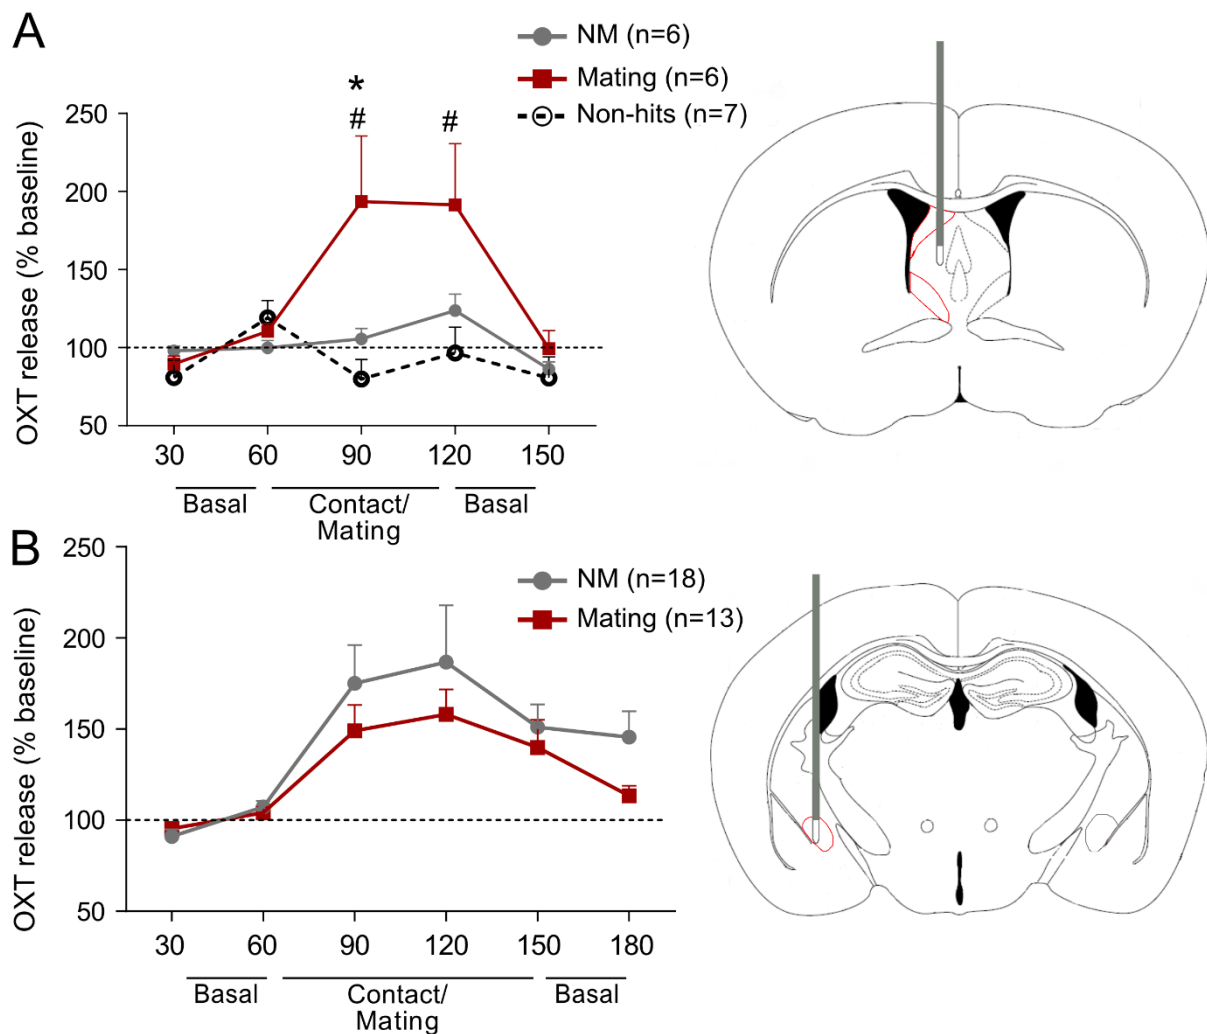 A
NM (n=6)
Mating (n=6)
Non-hits (n=7)
*
#
#
OXT release (% baseline)
250
200
150
100
50
30 60 90 120 150
Basal
Contact/
Mating
Basal
B
NM (n=18)
Mating (n=13)
OXT release (% baseline)
250
200
150
100
50
30 60 90 120 150 180
Basal
Contact/
Mating
Basal